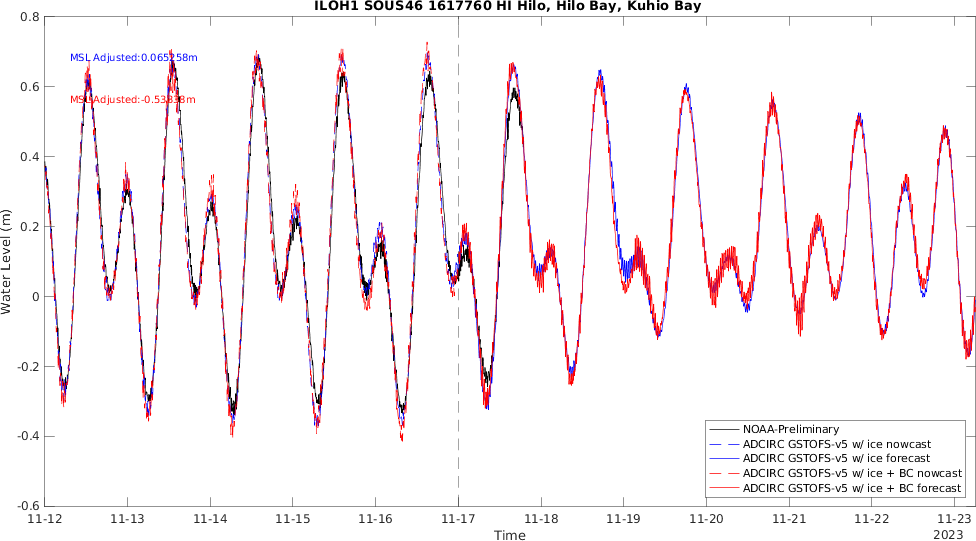 ILOH1 SOUS46 1617760 HI Hilo, Hilo Bay, Kuhio Bay
0.8
0.6
0.4
0.2
0
-0.2
-0.4
-0.6
Water Level (m)
MSL Adjusted:0.065258m
MSL Adjusted:-0.53838m
NOAA-Preliminary
ADCIRC GSTOFS-v5 w/ ice nowcast
ADCIRC GSTOFS-v5 w/ ice forecast
ADCIRC GSTOFS-v5 w/ ice + BC nowcast
ADCIRC GSTOFS-v5 w/ ice + BC forecast
11-12 11-13 11-14 11-15 11-16 11-17 11-18 11-19 11-20 11-21 11-22 11-23
Time
2023